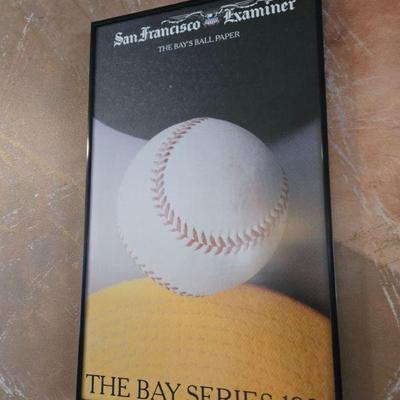 San Francisco Examiner
THE BAY'S BALL PAPER
THE BAY SERIES